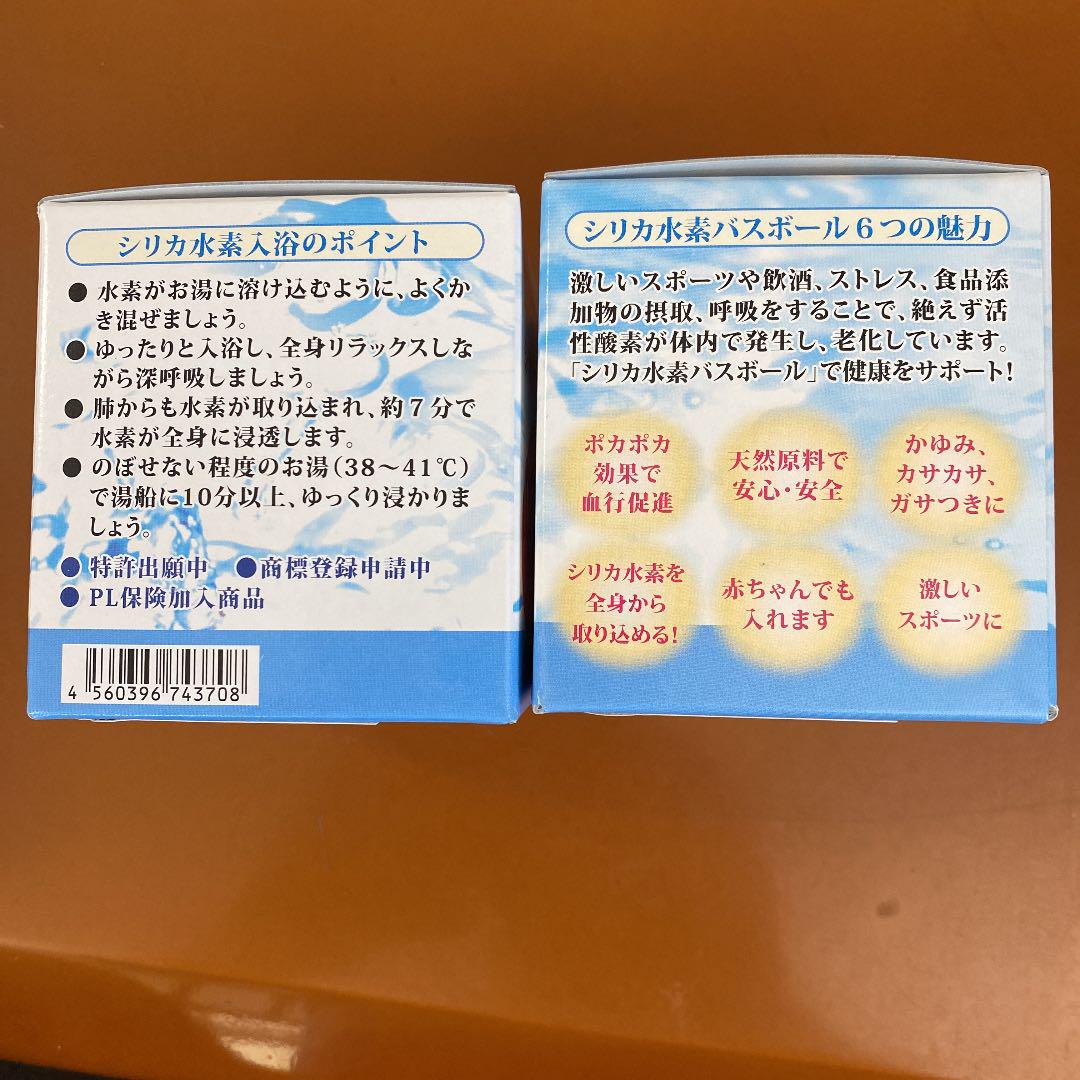 シリカ水素入浴のポイント
● 水素がお湯に溶け込むように、よくか
き混ぜましょう。
● ゆったりと入浴し、全身リラックスしな
がら深呼吸しましょう。
● 肺からも水素が取り込まれ、約７分で
水素が全身に浸透します。
● のぼせない程度のお湯（38～41℃）
で湯船に10分以上、ゆっくり浸かりま
しょう。
● 特許出願中 ●商標登録申請中
● PL保険加入商品
4 560396 743708
シリカ水素バスボール６つの魅力
激しいスポーツや飲酒、ストレス、食品添
加物の摂取、呼吸をすることで、絶えず活
性酸素が体内で発生し、老化しています。
「シリカ水素バスボール」で健康をサポート！
ポカポカ
効果で
血行促進
天然原料で
安心・安全
かゆみ、
カサカサ、
ガサつきに
シリカ水素を
全身から
取り込める！
赤ちゃんでも
入れます
激しい
スポーツに